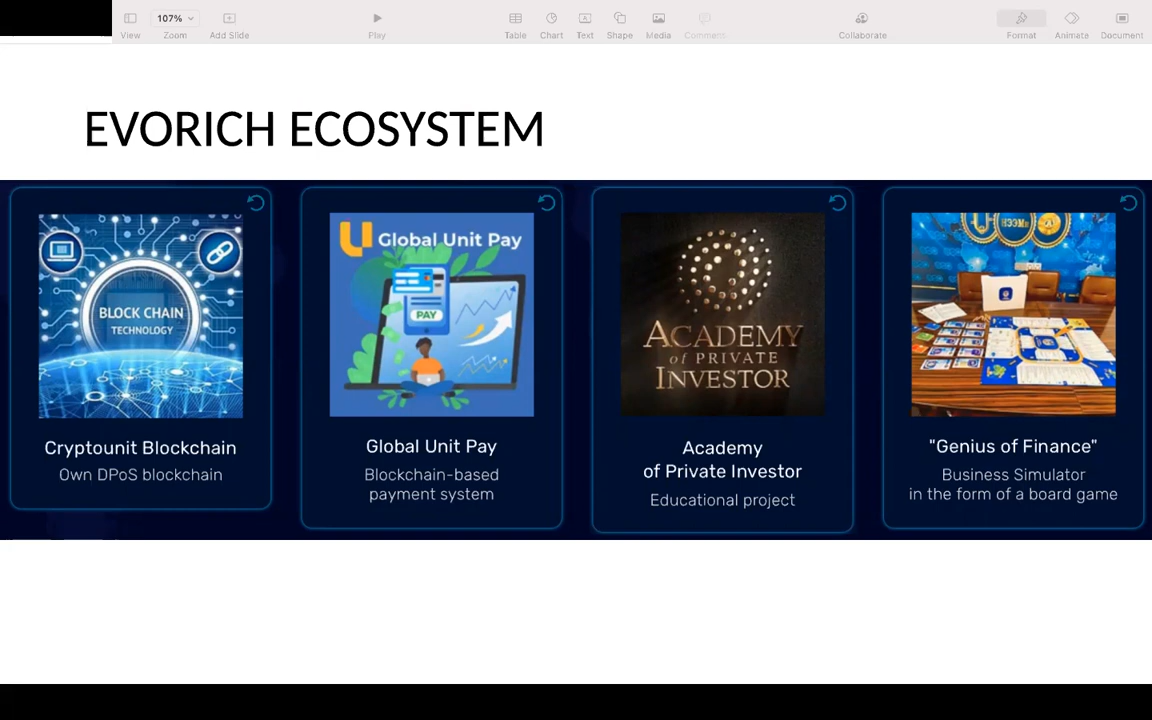 107%
View
Zoom
Add Slide
Play
Table
Chart
Text
Shape
Media
Comment
Collaborate
Format
Animate
Document
EVORICH ECOSYSTEM
BLOCK CHAIN
TECHNOLOGY
Cryptounit Blockchain
Own DPoS blockchain
Global Unit Pay
PAY
Global Unit Pay
Blockchain-based
payment system
ACADEMY
of PRIVATE
INVESTOR
Academy
of Private Investor
Educational project
"Genius of Finance"
Business Simulator
in the form of a board game